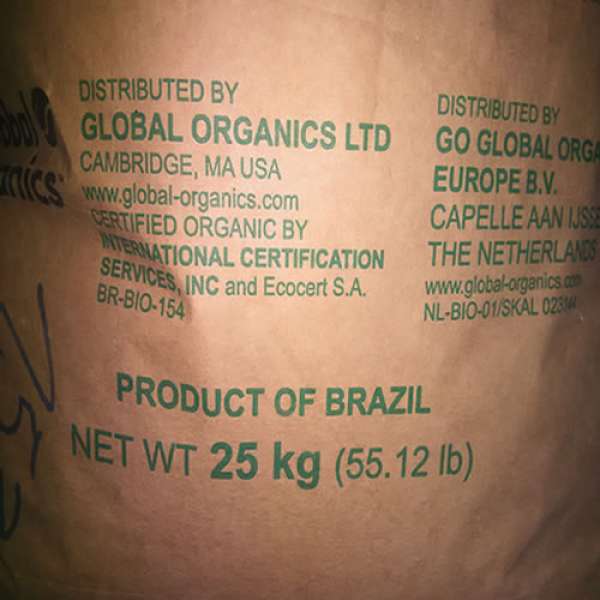 DISTRIBUTED BY
GLOBAL ORGANICS LTD
CAMBRIDGE, MA USA
www.global-organics.com
CERTIFIED ORGANIC BY
INTERNATIONAL CERTIFICATION
SERVICES, INC and Ecocert S.A.
BR-BIO-154
DISTRIBUTED BY
GO GLOBAL ORGA
EUROPE B.V.
CAPELLE AAN IJSSE
THE NETHERLANDS
www.global-organics.com
NL-BIO-01/SKAL
PRODUCT OF BRAZIL
NET WT 25 kg (55.12 lb)